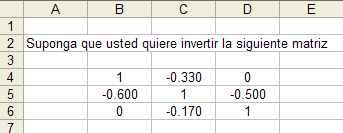 A B C D E
1
2 Suponga que usted quiere invertir la siguiente matriz
3
4 1 -0.330 0
5 -0.600 1 -0.500
6 0 -0.170 1
7